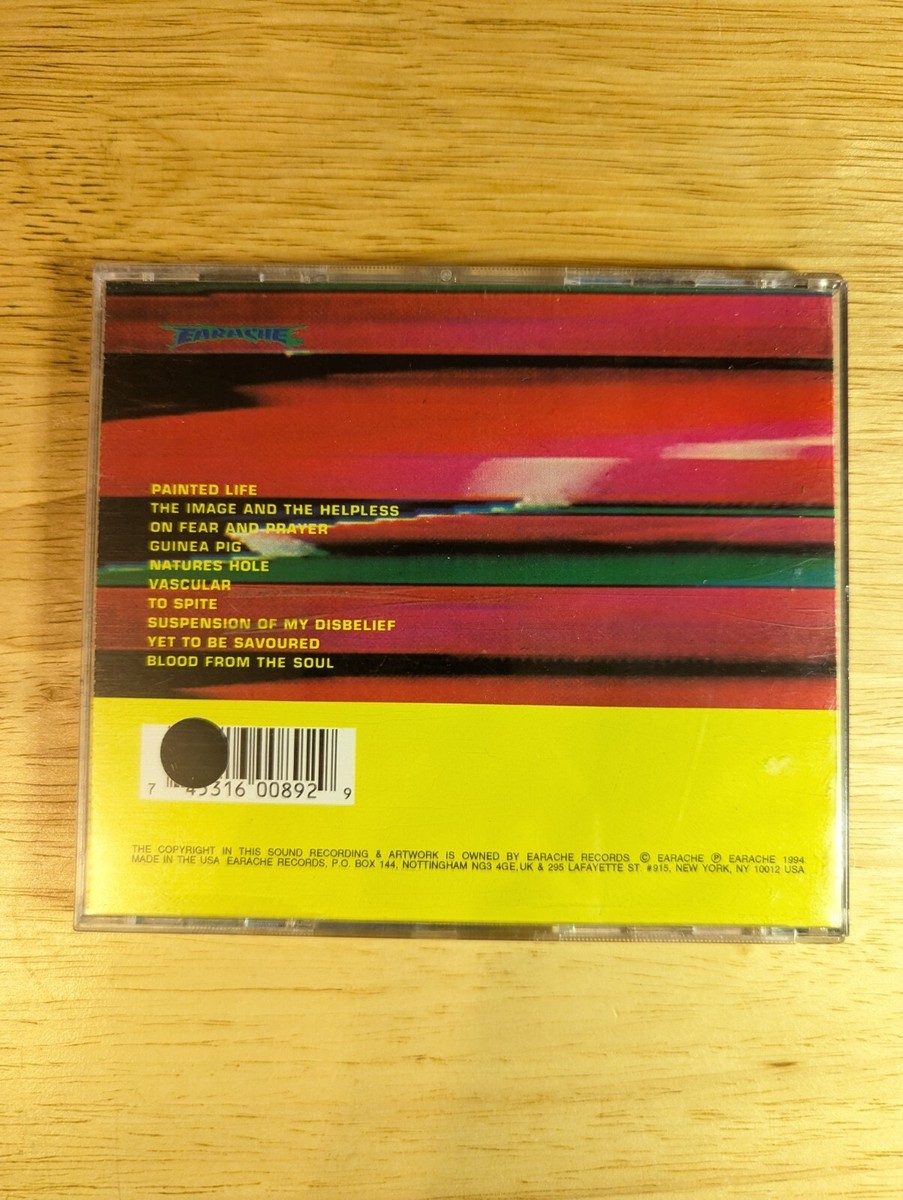 EARACHE
PAINTED LIFE
THE IMAGE AND THE HELPLESS
ON FEAR AND PRAYER
GUINEA PIG
NATURES HOLE
VASCULAR
TO SPITE
SUSPENSION OF MY DISBELIEF
YET TO BE SAVOURED
BLOOD FROM THE SOUL
7 45316 00892 9
THE COPYRIGHT IN THIS SOUND RECORDING & ARTWORK IS OWNED BY EARACHE RECORDS © EARACHE ℗ EARACHE 1994
MADE IN THE USA EARACHE RECORDS, P.O. BOX 144, NOTTINGHAM NG3 4GE, UK & 295 LAFAYETTE ST. #915, NEW YORK, NY 10012 USA